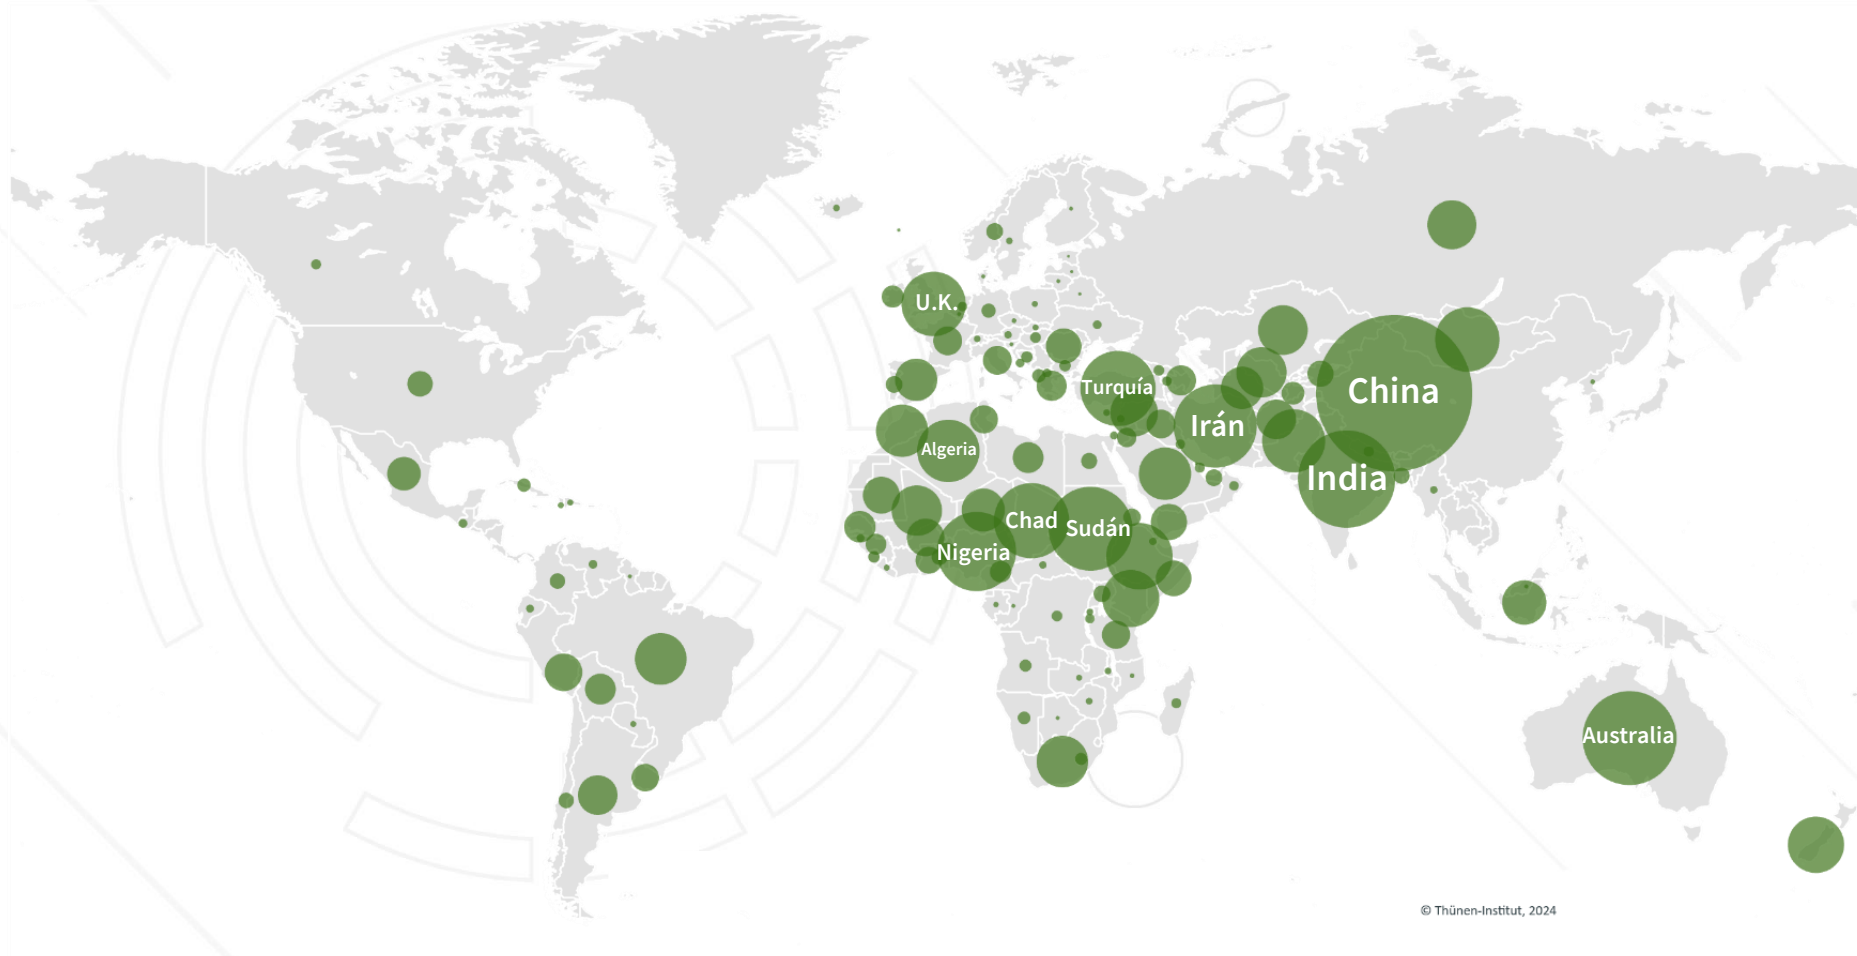 U.K.
Turquía
China
Irán
Algeria
India
Chad
Sudán
Nigeria
Australia
© Thünen-Institut, 2024